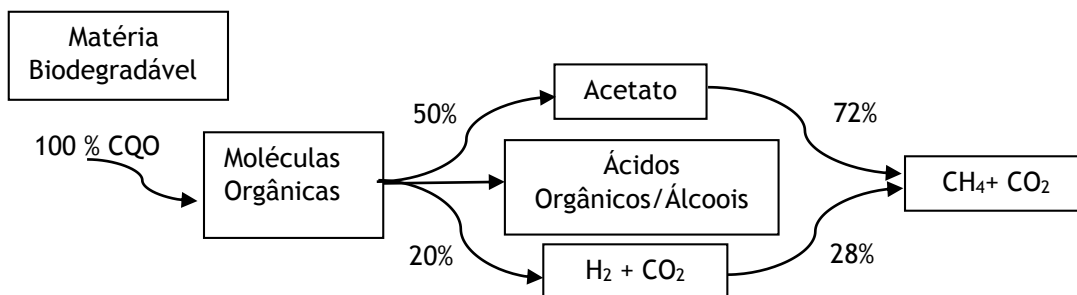 Matéria
Biodegradável
100 % CQO
Moléculas
Orgânicas
50%
20%
Acetato
Ácidos
Orgânicos/Álcoois
H₂ + CO₂
72%
28%
CH₄+ CO₂